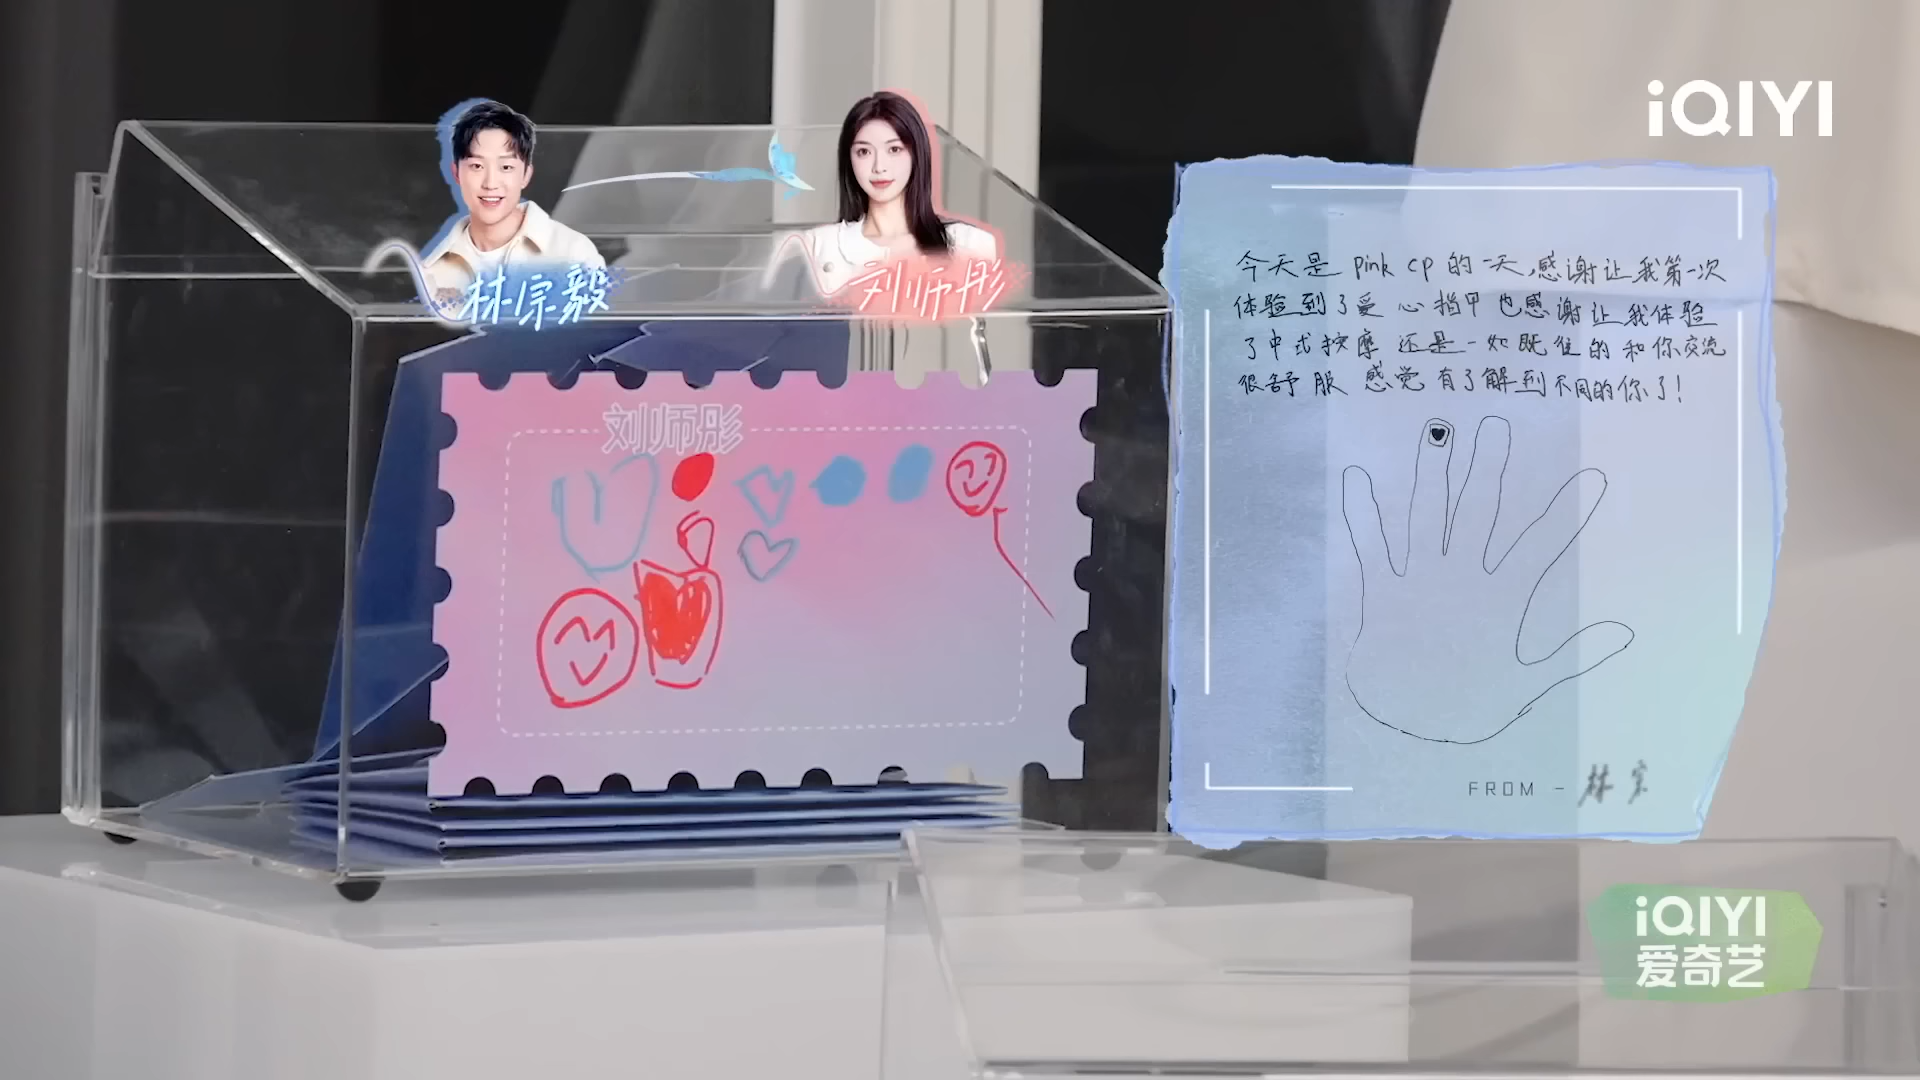 iQIYI
林宗毅
刘师彤
刘师彤
今天是 pink cp 的一天,感谢让我第一次
体验到了爱心指甲也感谢让我体验
了中式按摩 还是一如既往的和你交流
很舒服 感觉有了解到不同的你了!
FROM - 林宗
iQIYI
爱奇艺